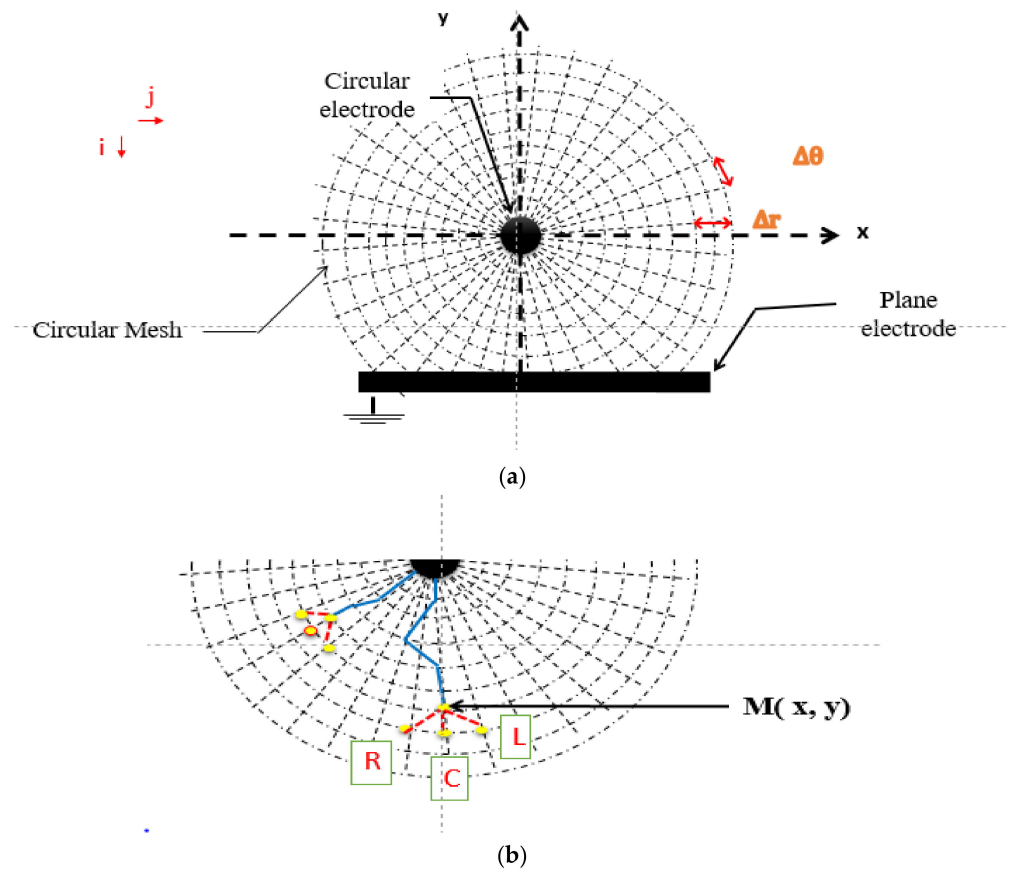 y
Circular
electrode
j
i
Δθ
Δr
x
Plane
electrode
Circular Mesh
(a)
M( x, y)
L
R
C
(b)